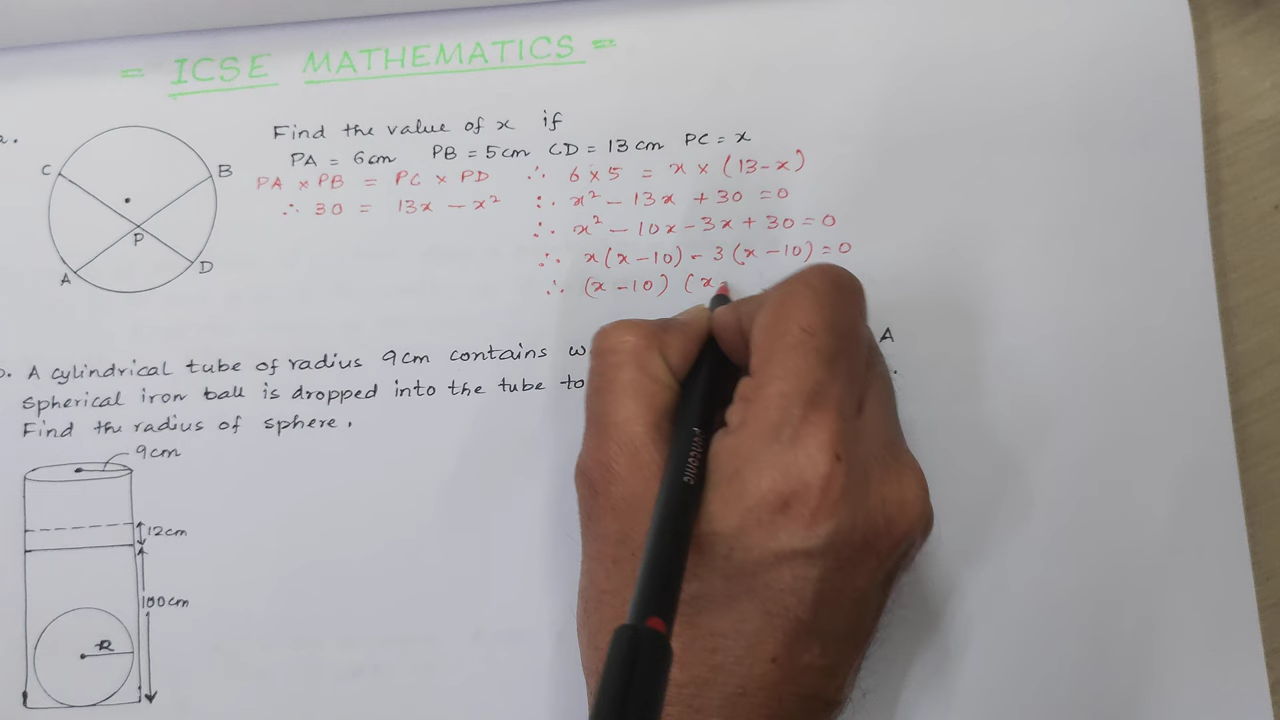 = ICSE MATHEMATICS =
a. Find the value of x if
PA = 6cm PB = 5cm CD = 13cm PC = x
PA × PB = PC × PD ∴ 6 × 5 = x × (13-x)
∴ 30 = 13x - x² ∴ x² - 13x + 30 = 0
∴ x² - 10x - 3x + 30 = 0
∴ x(x-10) - 3(x-10) = 0
∴ (x-10) (x-
C
B
P
A
D
b. A cylindrical tube of radius 9cm contains A
spherical iron ball is dropped into the tube to
Find the radius of sphere.
9cm
12cm
100cm
R
penconic